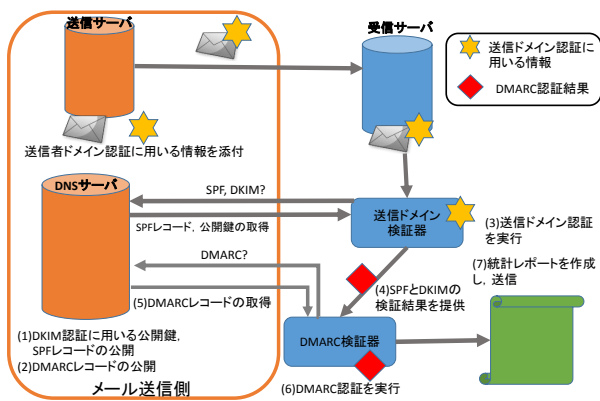 送信サーバ
受信サーバ
送信ドメイン認証に
用いる情報
DMARC認証結果
送信者ドメイン認証に用いる情報を添付
DNSサーバ
SPF, DKIM?
SPFレコード, 公開鍵の取得
送信ドメイン
検証器
(3)送信ドメイン認証
を実行
DMARC?
(4)SPFとDKIMの
検証結果を提供
(7)統計レポートを作成
し, 送信
(5)DMARCレコードの取得
(1)DKIM認証に用いる公開鍵,
SPFレコードの公開
(2)DMARCレコードの公開
DMARC検証器
メール送信側
(6)DMARC認証を実行